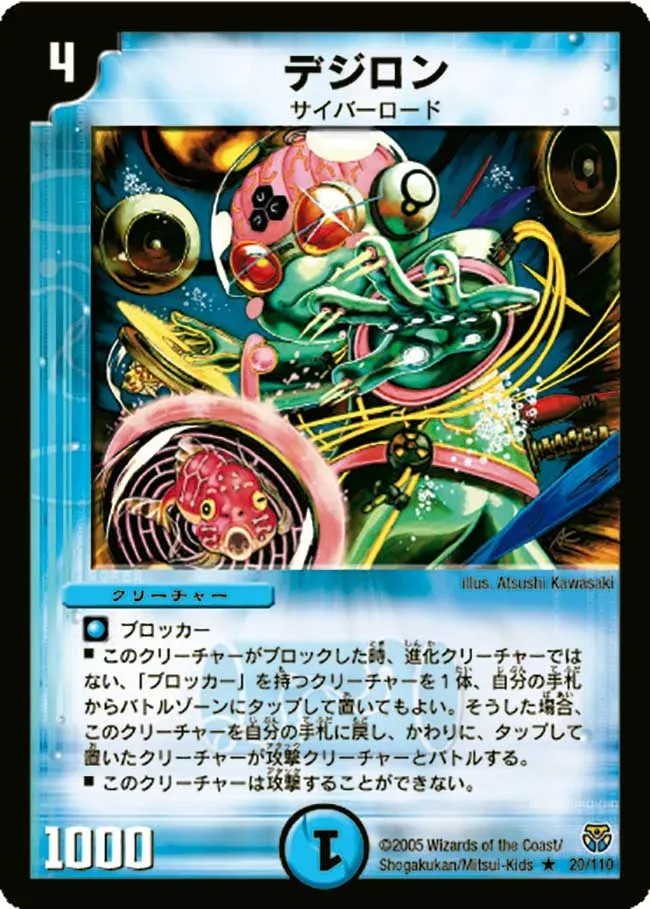 4
デジロン
サイバーロード
illus. Atsushi Kawasaki
クリーチャー
ブロッカー
■ このクリーチャーがブロックした時、進化クリーチャーでは
ない、「ブロッカー」を持つクリーチャーを1体、自分の手札
からバトルゾーンにタップして置いてもよい。そうした場合、
このクリーチャーを自分の手札に戻し、かわりに、タップして
置いたクリーチャーが攻撃クリーチャーとバトルする。
■ このクリーチャーは攻撃することができない。
1000
1
©2005 Wizards of the Coast/
Shogakukan/Mitsui-Kids ★ 20/110